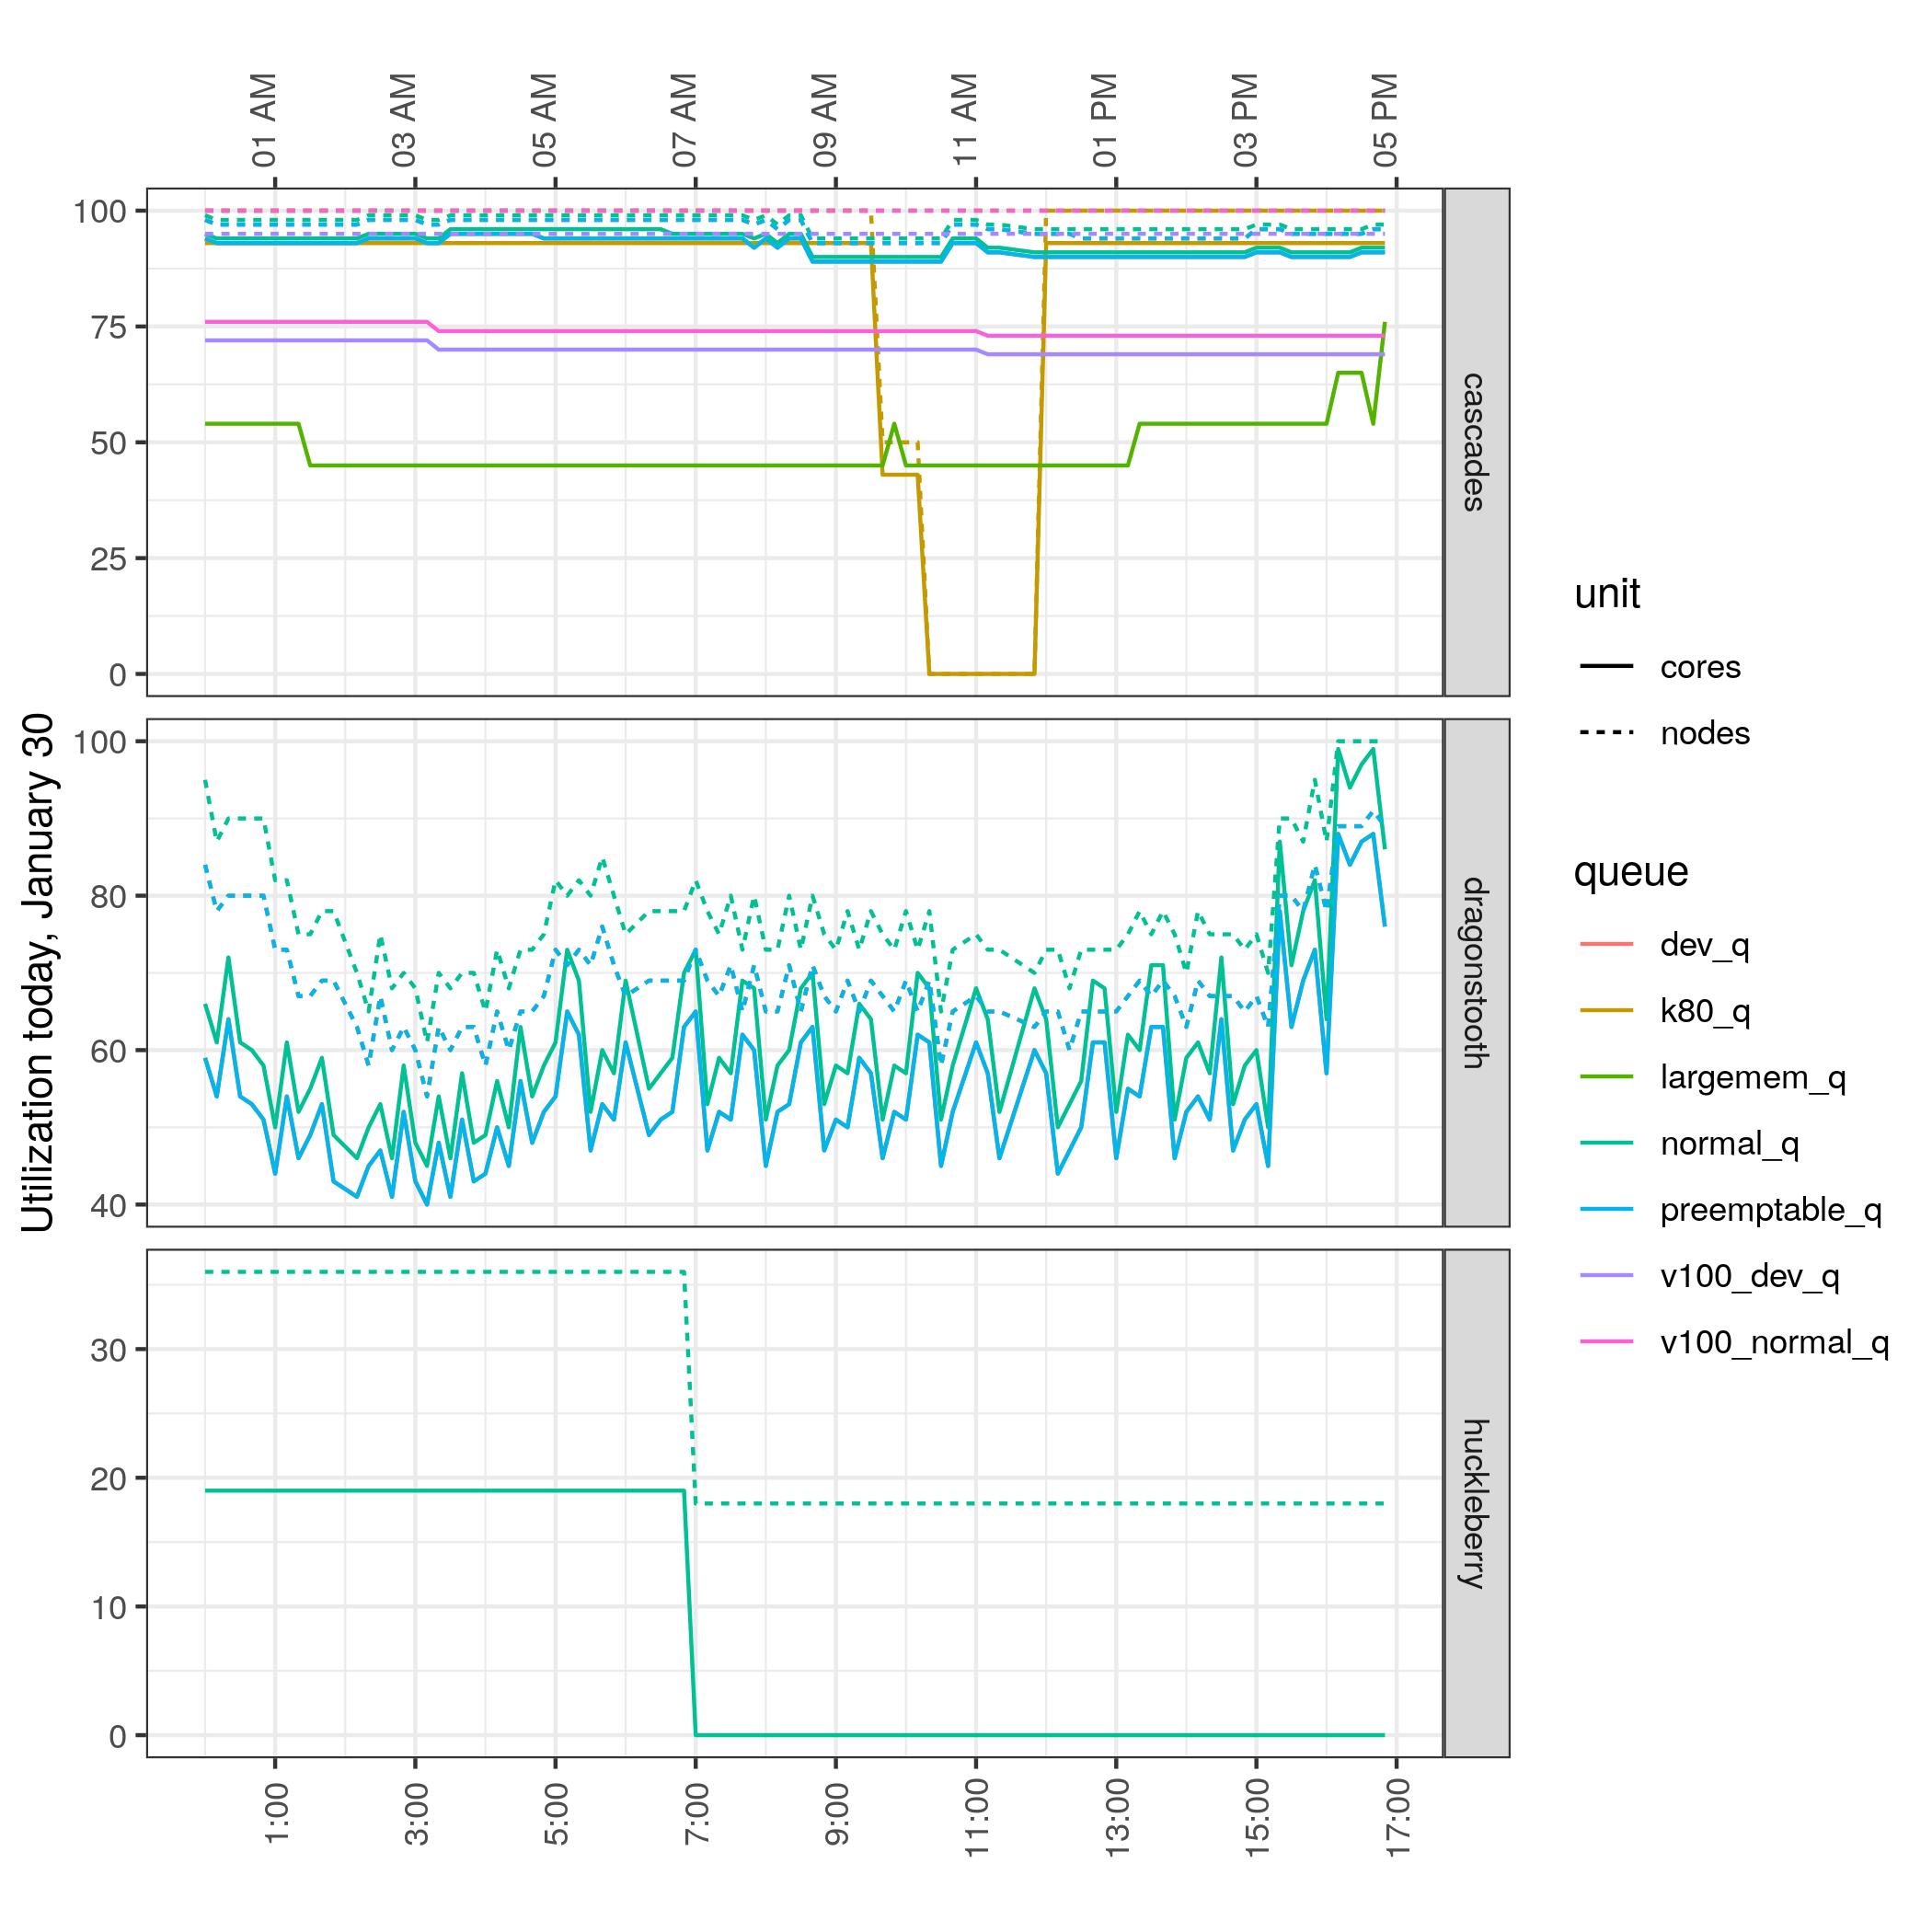 01 AM
03 AM
05 AM
07 AM
09 AM
11 AM
01 PM
03 PM
05 PM
Utilization today, January 30
100
75
50
25
0
cascades
100
80
60
40
dragonstooth
30
20
10
0
huckleberry
1:00
3:00
5:00
7:00
9:00
11:00
13:00
15:00
17:00
unit
cores
nodes
queue
dev_q
k80_q
largemem_q
normal_q
preemptable_q
v100_dev_q
v100_normal_q